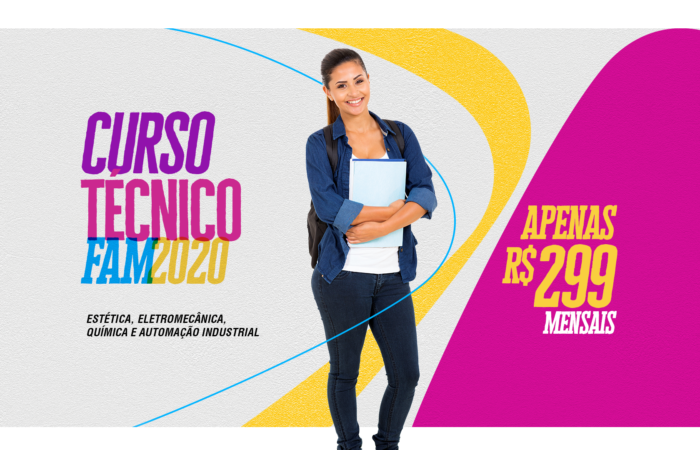 CURSO
TÉCNICO
FAM2020
ESTÉTICA, ELETROMECÂNICA,
QUÍMICA E AUTOMAÇÃO INDUSTRIAL
APENAS
R$ 299
MENSAIS